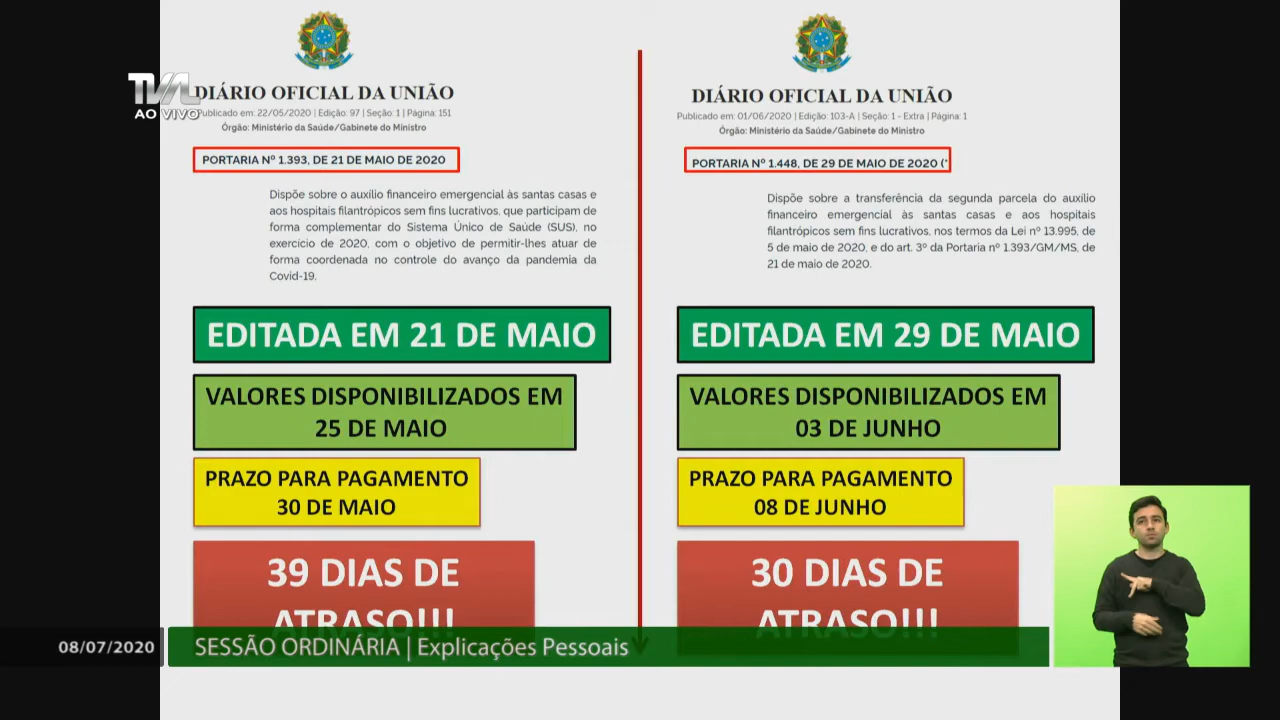 TVAL
AO VIVO
DIÁRIO OFICIAL DA UNIÃO
Publicado em: 22/05/2020 | Edição: 97 | Seção: 1 | Página: 151
Órgão: Ministério da Saúde/Gabinete do Ministro
PORTARIA Nº 1.393, DE 21 DE MAIO DE 2020
Dispõe sobre o auxílio financeiro emergencial às santas casas e
aos hospitais filantrópicos sem fins lucrativos, que participam de
forma complementar do Sistema Único de Saúde (SUS), no
exercício de 2020, com o objetivo de permitir-lhes atuar de
forma coordenada no controle do avanço da pandemia da
Covid-19.
EDITADA EM 21 DE MAIO
VALORES DISPONIBILIZADOS EM
25 DE MAIO
PRAZO PARA PAGAMENTO
30 DE MAIO
39 DIAS DE
ATRASO!!!
DIÁRIO OFICIAL DA UNIÃO
Publicado em: 01/06/2020 | Edição: 103-A | Seção: 1 - Extra | Página: 1
Órgão: Ministério da Saúde/Gabinete do Ministro
PORTARIA Nº 1.448, DE 29 DE MAIO DE 2020 (*
Dispõe sobre a transferência da segunda parcela do auxílio
financeiro emergencial às santas casas e aos hospitais
filantrópicos sem fins lucrativos, nos termos da Lei nº 13.995, de
5 de maio de 2020, e do art. 3º da Portaria nº 1.393/GM/MS, de
21 de maio de 2020.
EDITADA EM 29 DE MAIO
VALORES DISPONIBILIZADOS EM
03 DE JUNHO
PRAZO PARA PAGAMENTO
08 DE JUNHO
30 DIAS DE
ATRASO!!!
08/07/2020
SESSÃO ORDINÁRIA | Explicações Pessoais